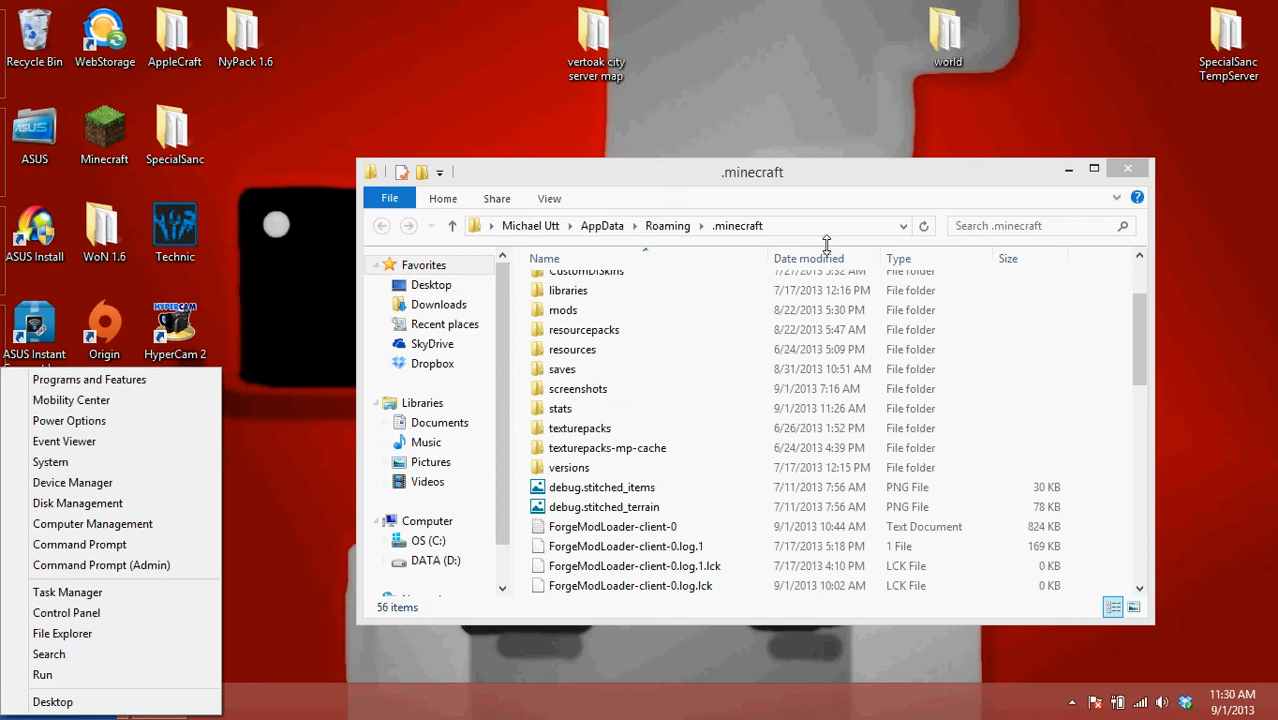 Recycle Bin
WebStorage
AppleCraft
NyPack 1.6
vertoak city
server map
world
SpecialSanc
TempServer
ASUS
Minecraft
SpecialSanc
ASUS Install
WoN 1.6
Technic
ASUS Instant
Origin
HyperCam 2
Programs and Features
Mobility Center
Power Options
Event Viewer
System
Device Manager
Disk Management
Computer Management
Command Prompt
Command Prompt (Admin)
Task Manager
Control Panel
File Explorer
Search
Run
Desktop
.minecraft
File Home Share View
Michael Utt AppData Roaming .minecraft
Search .minecraft
Favorites
Desktop
Downloads
Recent places
SkyDrive
Dropbox
Libraries
Documents
Music
Pictures
Videos
Computer
OS (C:)
DATA (D:)
Name Date modified Type Size
CustomDISkins 7/27/2013 3:52 AM File folder
libraries 7/17/2013 12:16 PM File folder
mods 8/22/2013 5:30 PM File folder
resourcepacks 8/22/2013 5:47 AM File folder
resources 6/24/2013 5:09 PM File folder
saves 8/31/2013 10:51 AM File folder
screenshots 9/1/2013 7:16 AM File folder
stats 9/1/2013 11:26 AM File folder
texturepacks 6/26/2013 1:52 PM File folder
texturepacks-mp-cache 6/24/2013 4:39 PM File folder
versions 7/17/2013 12:15 PM File folder
debug.stitched_items 7/11/2013 7:56 AM PNG File 30 KB
debug.stitched_terrain 7/11/2013 7:56 AM PNG File 78 KB
ForgeModLoader-client-0 9/1/2013 10:44 AM Text Document 824 KB
ForgeModLoader-client-0.log.1 7/17/2013 5:18 PM 1 File 169 KB
ForgeModLoader-client-0.log.1.lck 7/17/2013 4:10 PM LCK File 0 KB
ForgeModLoader-client-0.log.lck 9/1/2013 10:02 AM LCK File 0 KB
56 items
11:30 AM
9/1/2013